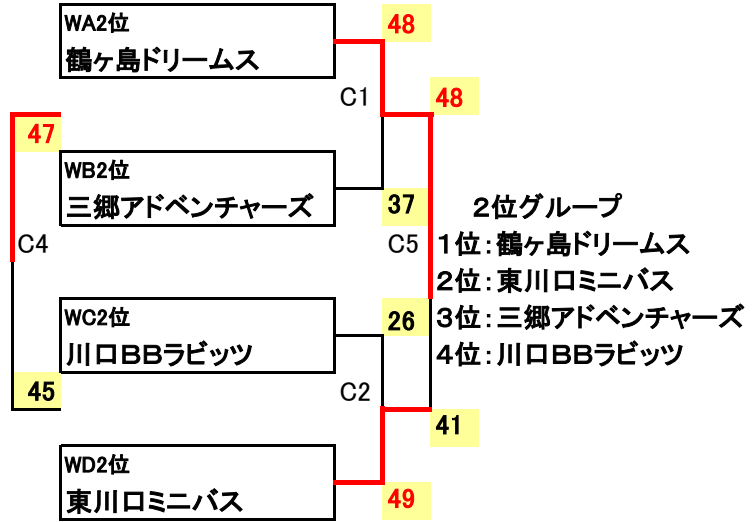 WA2位
鶴ヶ島ドリームス
48
C1
48
47
WB2位
三郷アドベンチャーズ
37
C4
C5
2位グループ
1位:鶴ヶ島ドリームス
2位:東川口ミニバス
3位:三郷アドベンチャーズ
4位:川口BBラビッツ
WC2位
川口BBラビッツ
26
45
C2
41
WD2位
東川口ミニバス
49